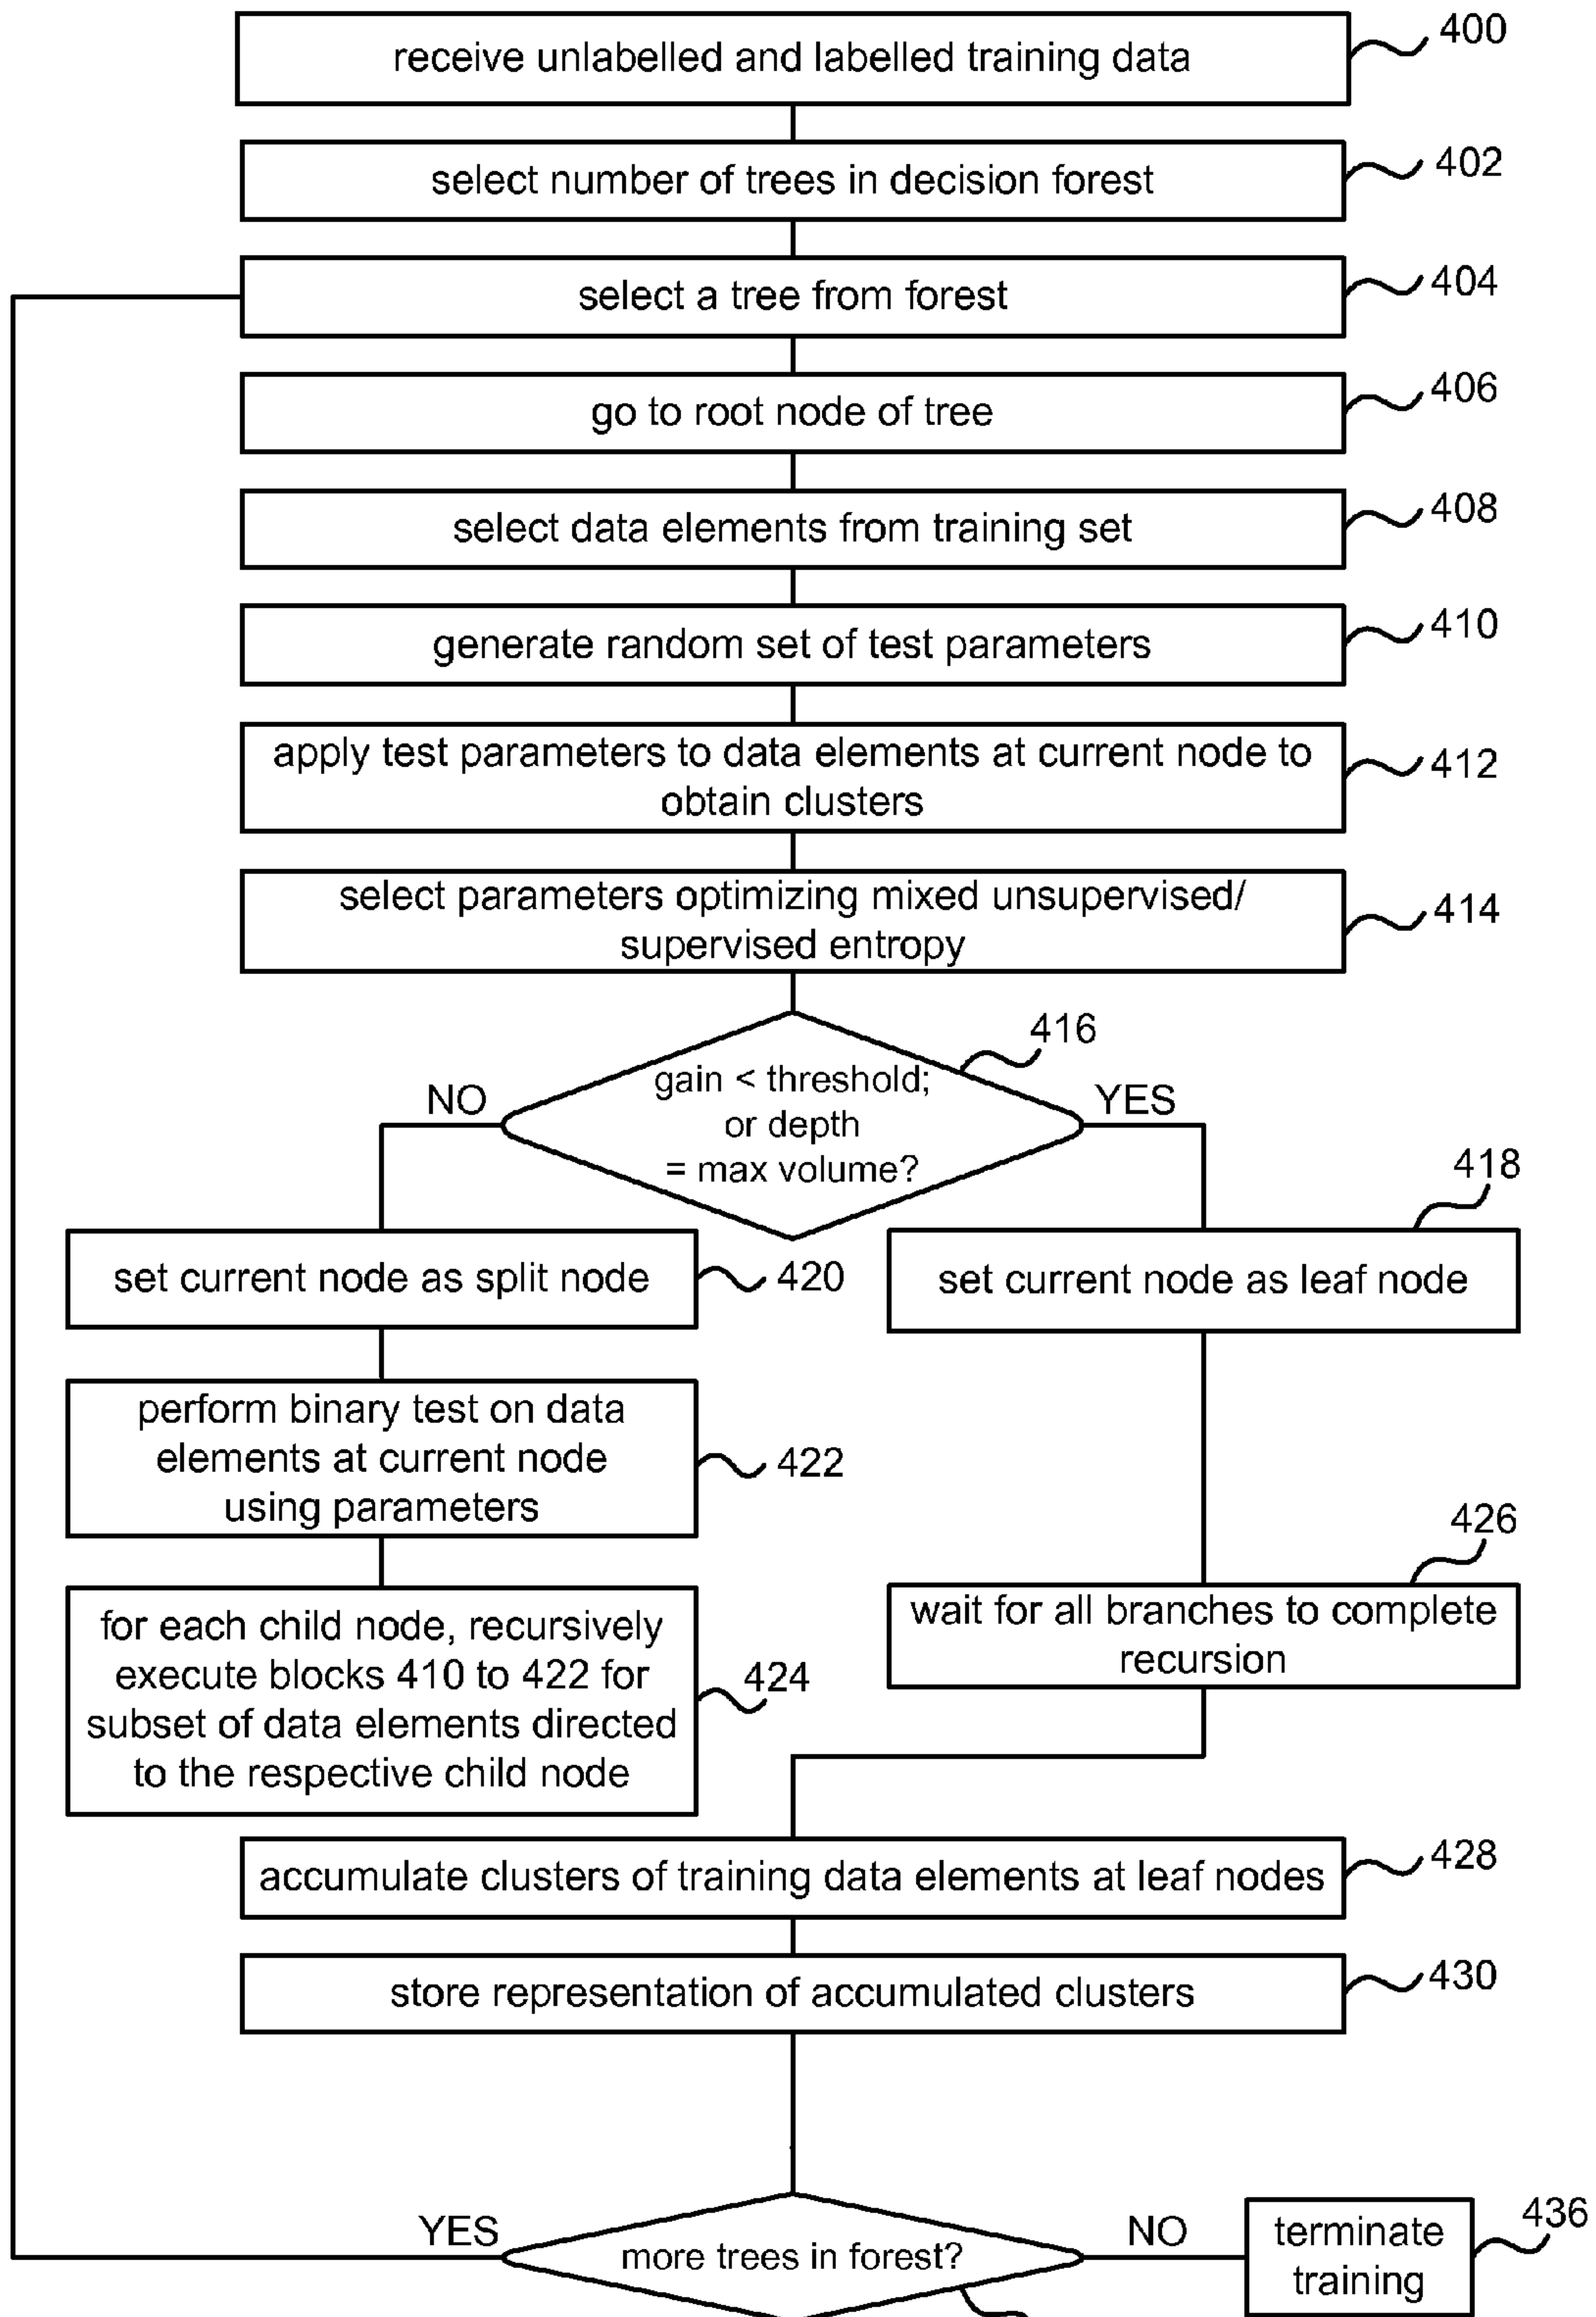 receive unlabelled and labelled training data
400
select number of trees in decision forest
402
select a tree from forest
404
go to root node of tree
406
select data elements from training set
408
generate random set of test parameters
410
apply test parameters to data elements at current node to
obtain clusters
412
select parameters optimizing mixed unsupervised/
supervised entropy
414
416
gain < threshold;
or depth
= max volume?
NO
YES
418
set current node as split node
420
set current node as leaf node
perform binary test on data
elements at current node
using parameters
422
426
for each child node, recursively
execute blocks 410 to 422 for
subset of data elements directed
to the respective child node
424
wait for all branches to complete
recursion
accumulate clusters of training data elements at leaf nodes
428
store representation of accumulated clusters
430
YES
more trees in forest?
NO
terminate
training
436